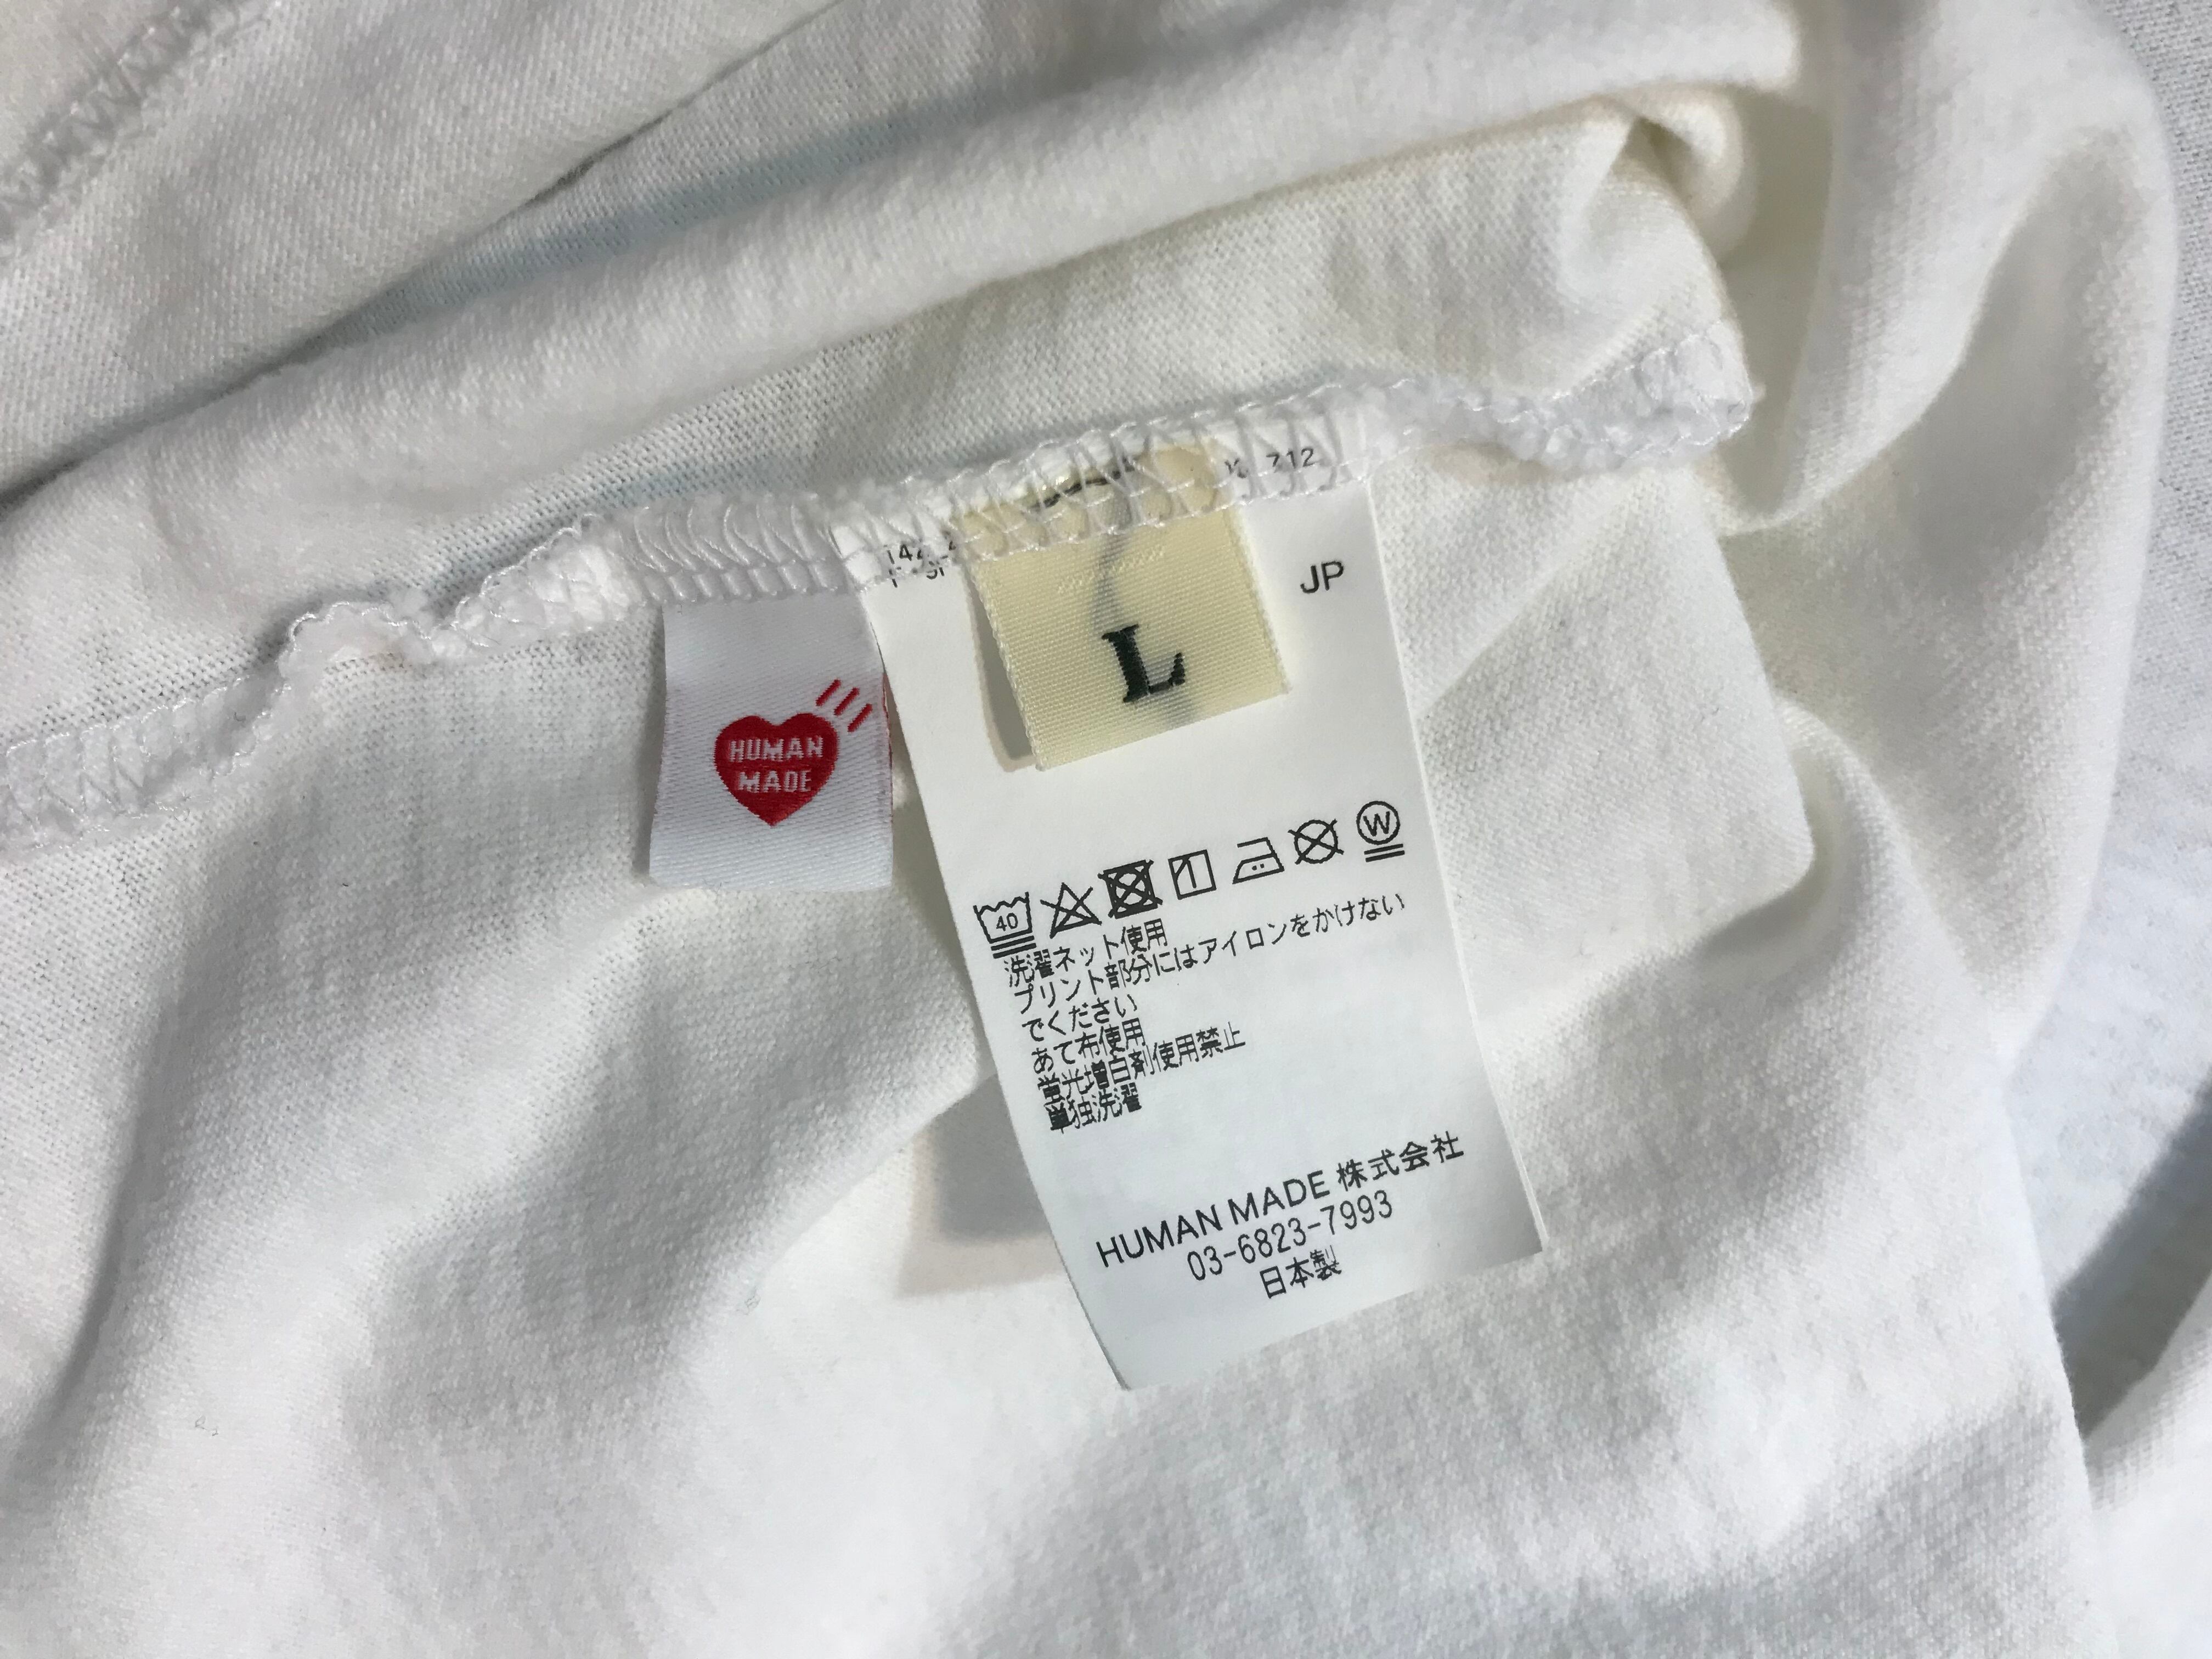 712
JP
L
HUMAN
MADE
40
W
洗濯ネット使用
プリント部分にはアイロンをかけない
でください
あて布使用
蛍光増白剤使用禁止
単独洗濯
HUMAN MADE 株式会社
03-6823-7993
日本製